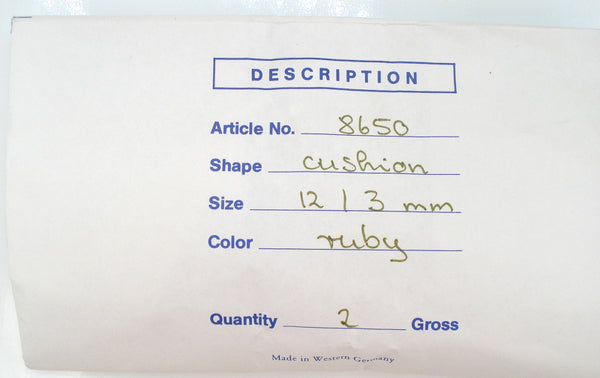 DESCRIPTION
Article No. 8650
Shape cushion
Size 12 / 3 mm
Color ruby
Quantity 2 Gross
Made in Western Germany